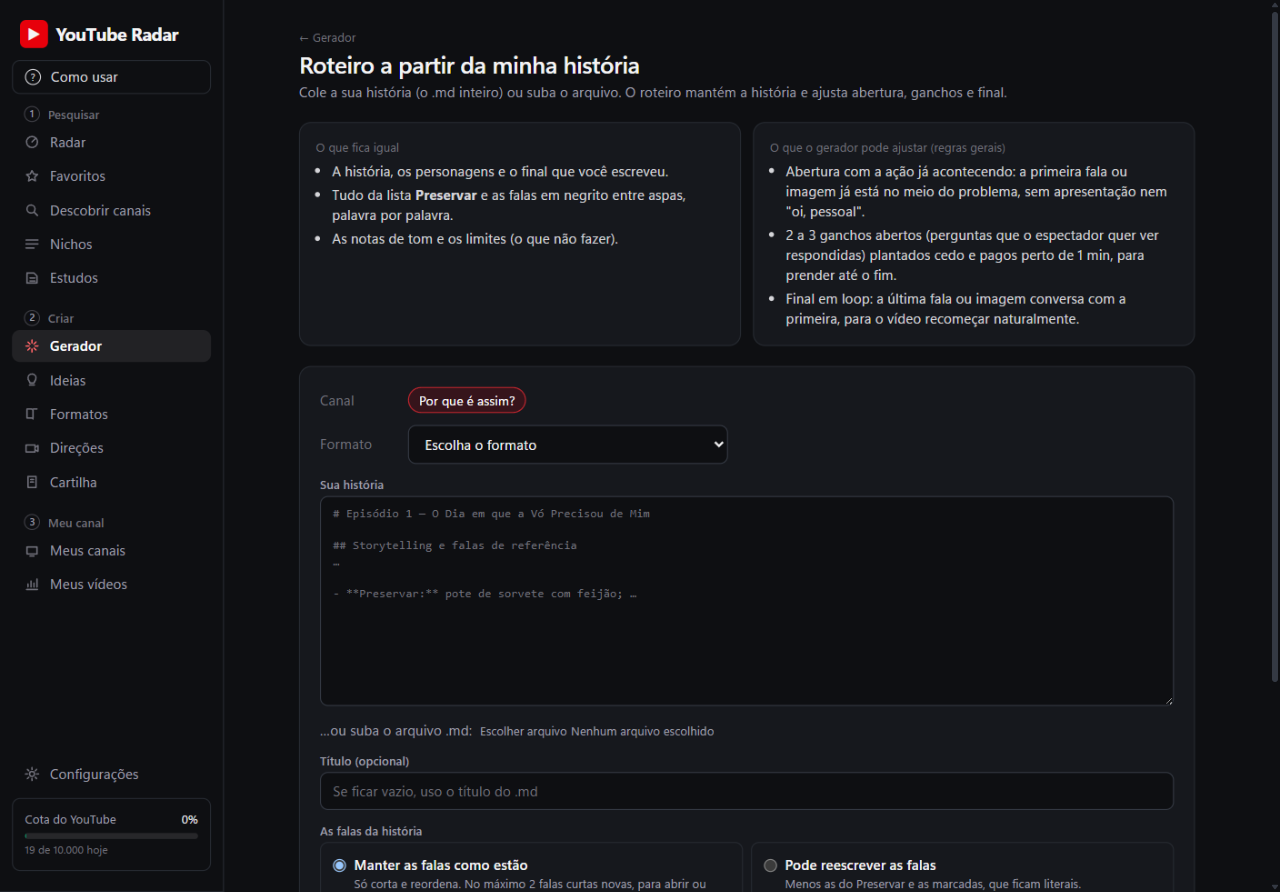 YouTube Radar
? Como usar
1 Pesquisar
Radar
Favoritos
Descobrir canais
Nichos
Estudos
2 Criar
Gerador
Ideias
Formatos
Direções
Cartilha
3 Meu canal
Meus canais
Meus vídeos
Configurações
Cota do YouTube 0%
19 de 10.000 hoje
← Gerador
Roteiro a partir da minha história
Cole a sua história (o .md inteiro) ou suba o arquivo. O roteiro mantém a história e ajusta abertura, ganchos e final.
O que fica igual
• A história, os personagens e o final que você escreveu.
• Tudo da lista Preservar e as falas em negrito entre aspas,
palavra por palavra.
• As notas de tom e os limites (o que não fazer).
O que o gerador pode ajustar (regras gerais)
• Abertura com a ação já acontecendo: a primeira fala ou
imagem já está no meio do problema, sem apresentação nem
"oi, pessoal".
• 2 a 3 ganchos abertos (perguntas que o espectador quer ver
respondidas) plantados cedo e pagos perto de 1 min, para
prender até o fim.
• Final em loop: a última fala ou imagem conversa com a
primeira, para o vídeo recomeçar naturalmente.
Canal Por que é assim?
Formato Escolha o formato
Sua história
# Episódio 1 — O Dia em que a Vó Precisou de Mim
## Storytelling e falas de referência
…
- **Preservar:** pote de sorvete com feijão; …
…ou suba o arquivo .md: Escolher arquivo Nenhum arquivo escolhido
Título (opcional)
Se ficar vazio, uso o título do .md
As falas da história
Manter as falas como estão
Só corta e reordena. No máximo 2 falas curtas novas, para abrir ou
Pode reescrever as falas
Menos as do Preservar e as marcadas, que ficam literais.